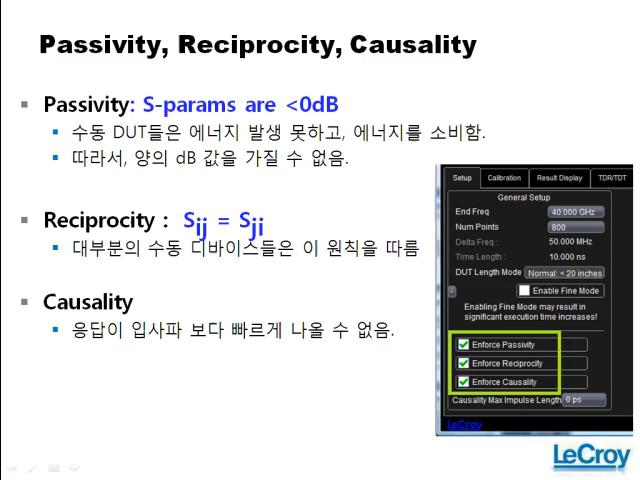 Passivity, Reciprocity, Causality
Passivity: S-params are <0dB
수동 DUT들은 에너지 발생 못하고, 에너지를 소비함.
따라서, 양의 dB 값을 가질 수 없음.
Reciprocity : Sij = Sji
대부분의 수동 디바이스들은 이 원칙을 따름
Causality
응답이 입사파 보다 빠르게 나올 수 없음.
Setup Calibration Result Display TDR/TDT
General Setup
End Freq 40.000 GHz
Num Points 800
Delta Freq : 50.000 MHz
Time Length : 10.000 ns
DUT Length Mode Normal: < 20 inches
Enable Fine Mode
Enabling Fine Mode may result in
significant execution time increases!
Enforce Passivity
Enforce Reciprocity
Enforce Causality
Causality Max Impulse Length 0 ps
LeCroy
LeCroy